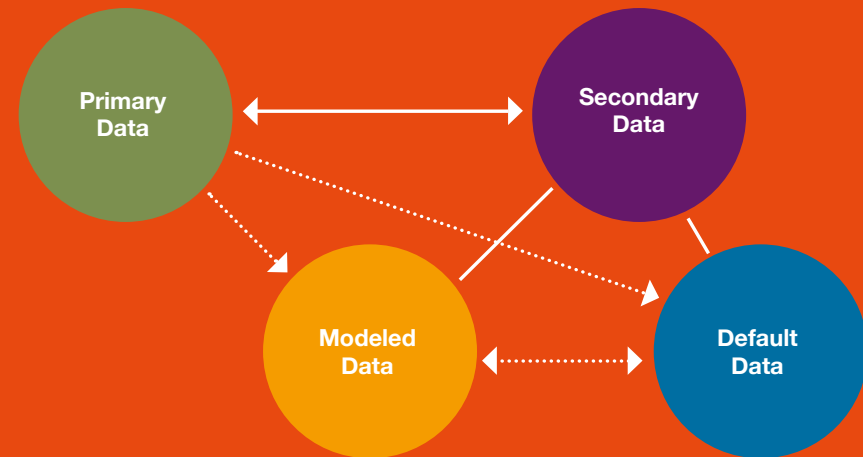 Primary
Data
Secondary
Data
Modeled
Data
Default
Data